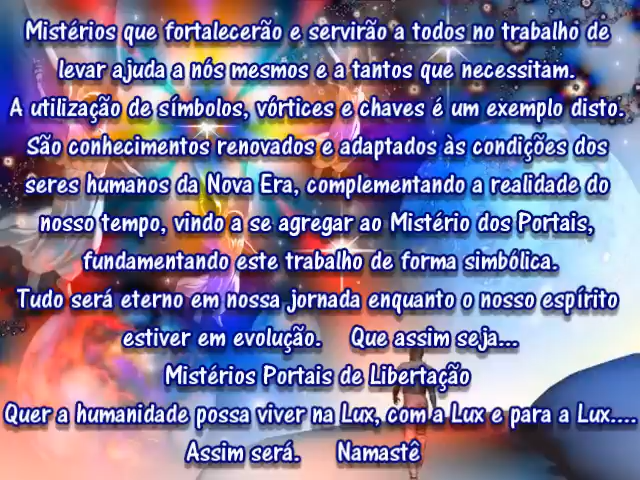 Mistérios que fortalecerão e servirão a todos no trabalho de
levar ajuda a nós mesmos e a tantos que necessitam.
A utilização de símbolos, vórtices e chaves é um exemplo disto.
São conhecimentos renovados e adaptados às condições dos
seres humanos da Nova Era, complementando a realidade do
nosso tempo, vindo a se agregar ao Mistério dos Portais,
fundamentando este trabalho de forma simbólica.
Tudo será eterno em nossa jornada enquanto o nosso espírito
estiver em evolução. Que assim seja...
Mistérios Portais de Libertação
Quer a humanidade possa viver na Lux, com a Lux e para a Lux....
Assim será. Namastê